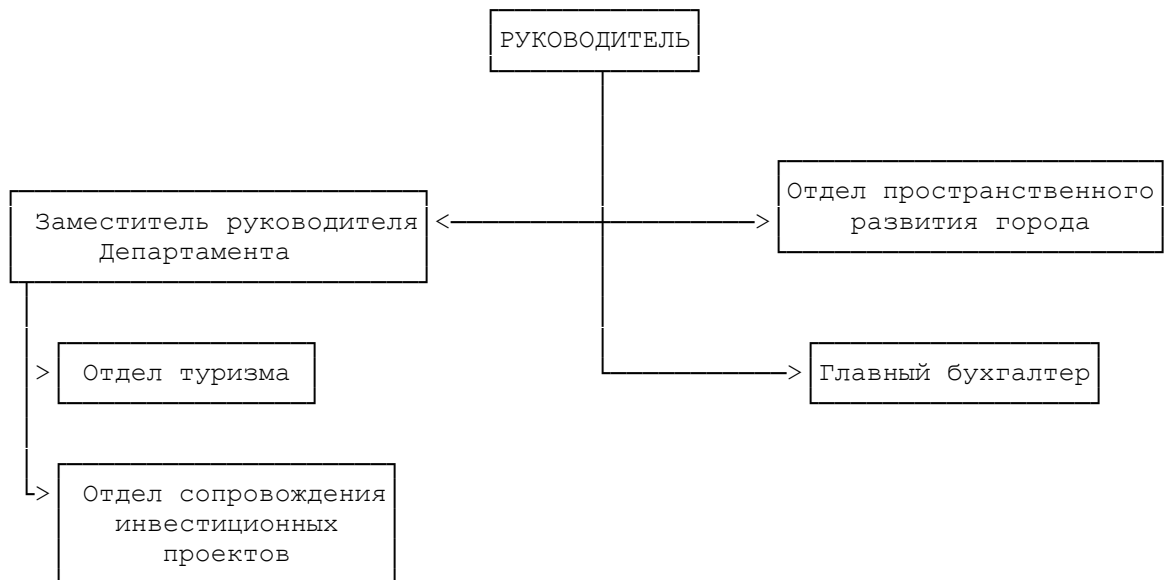 РУКОВОДИТЕЛЬ
Отдел пространственного
развития города
Заместитель руководителя
Департамента
Отдел туризма
Главный бухгалтер
Отдел сопровождения
инвестиционных
проектов